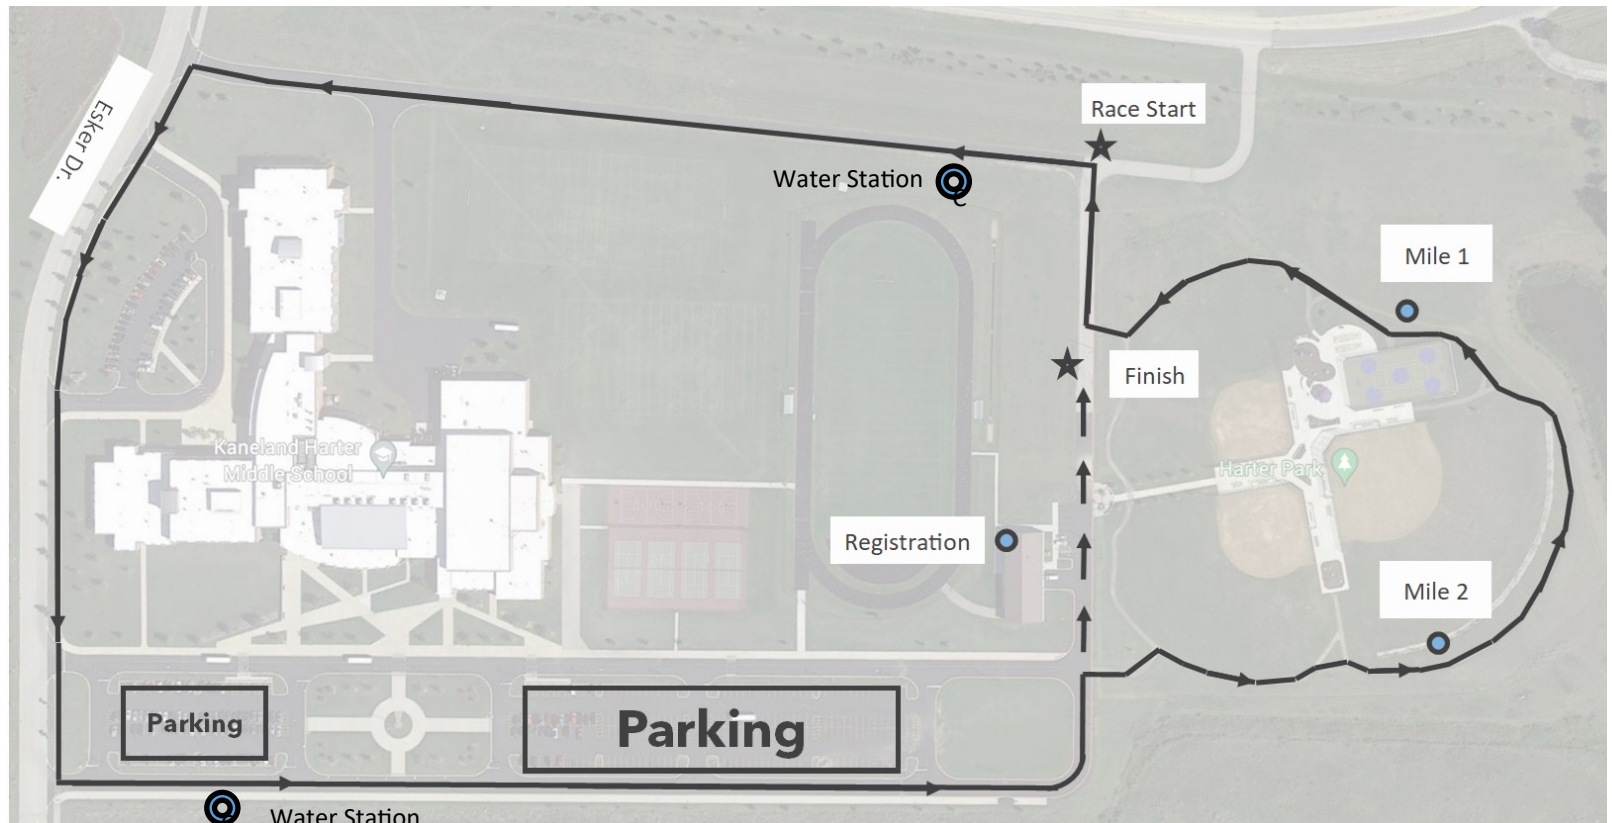 Esker Dr.
Race Start
Water Station
Mile 1
Finish
Kaneland Harter
Middle School
Harter Park
Registration
Mile 2
Parking
Parking
Water Station